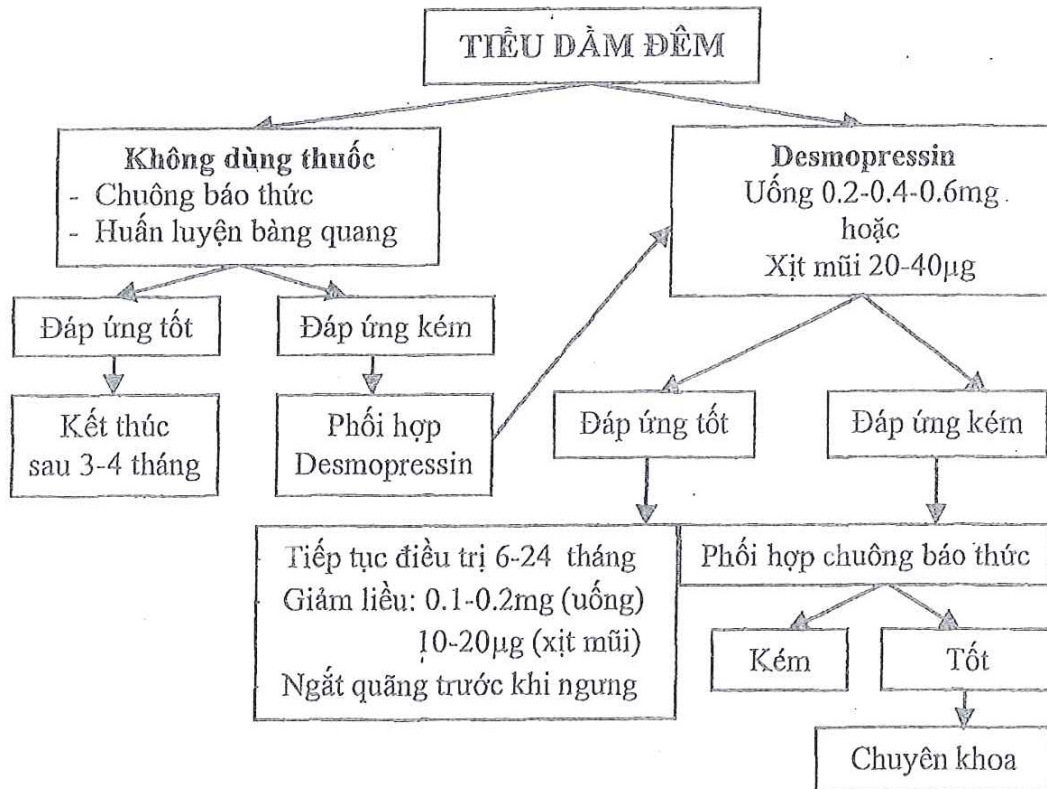 TIỂU DẦM ĐÊM
Không dùng thuốc
- Chuông báo thức
- Huấn luyện bàng quang
Desmopressin
Uống 0.2-0.4-0.6mg
hoặc
Xịt mũi 20-40μg
Đáp ứng tốt
Đáp ứng kém
Kết thúc
sau 3-4 tháng
Phối hợp
Desmopressin
Đáp ứng tốt
Đáp ứng kém
Tiếp tục điều trị 6-24 tháng
Giảm liều: 0.1-0.2mg (uống)
10-20μg (xịt mũi)
Ngắt quãng trước khi ngưng
Phối hợp chuông báo thức
Kém
Tốt
Chuyên khoa